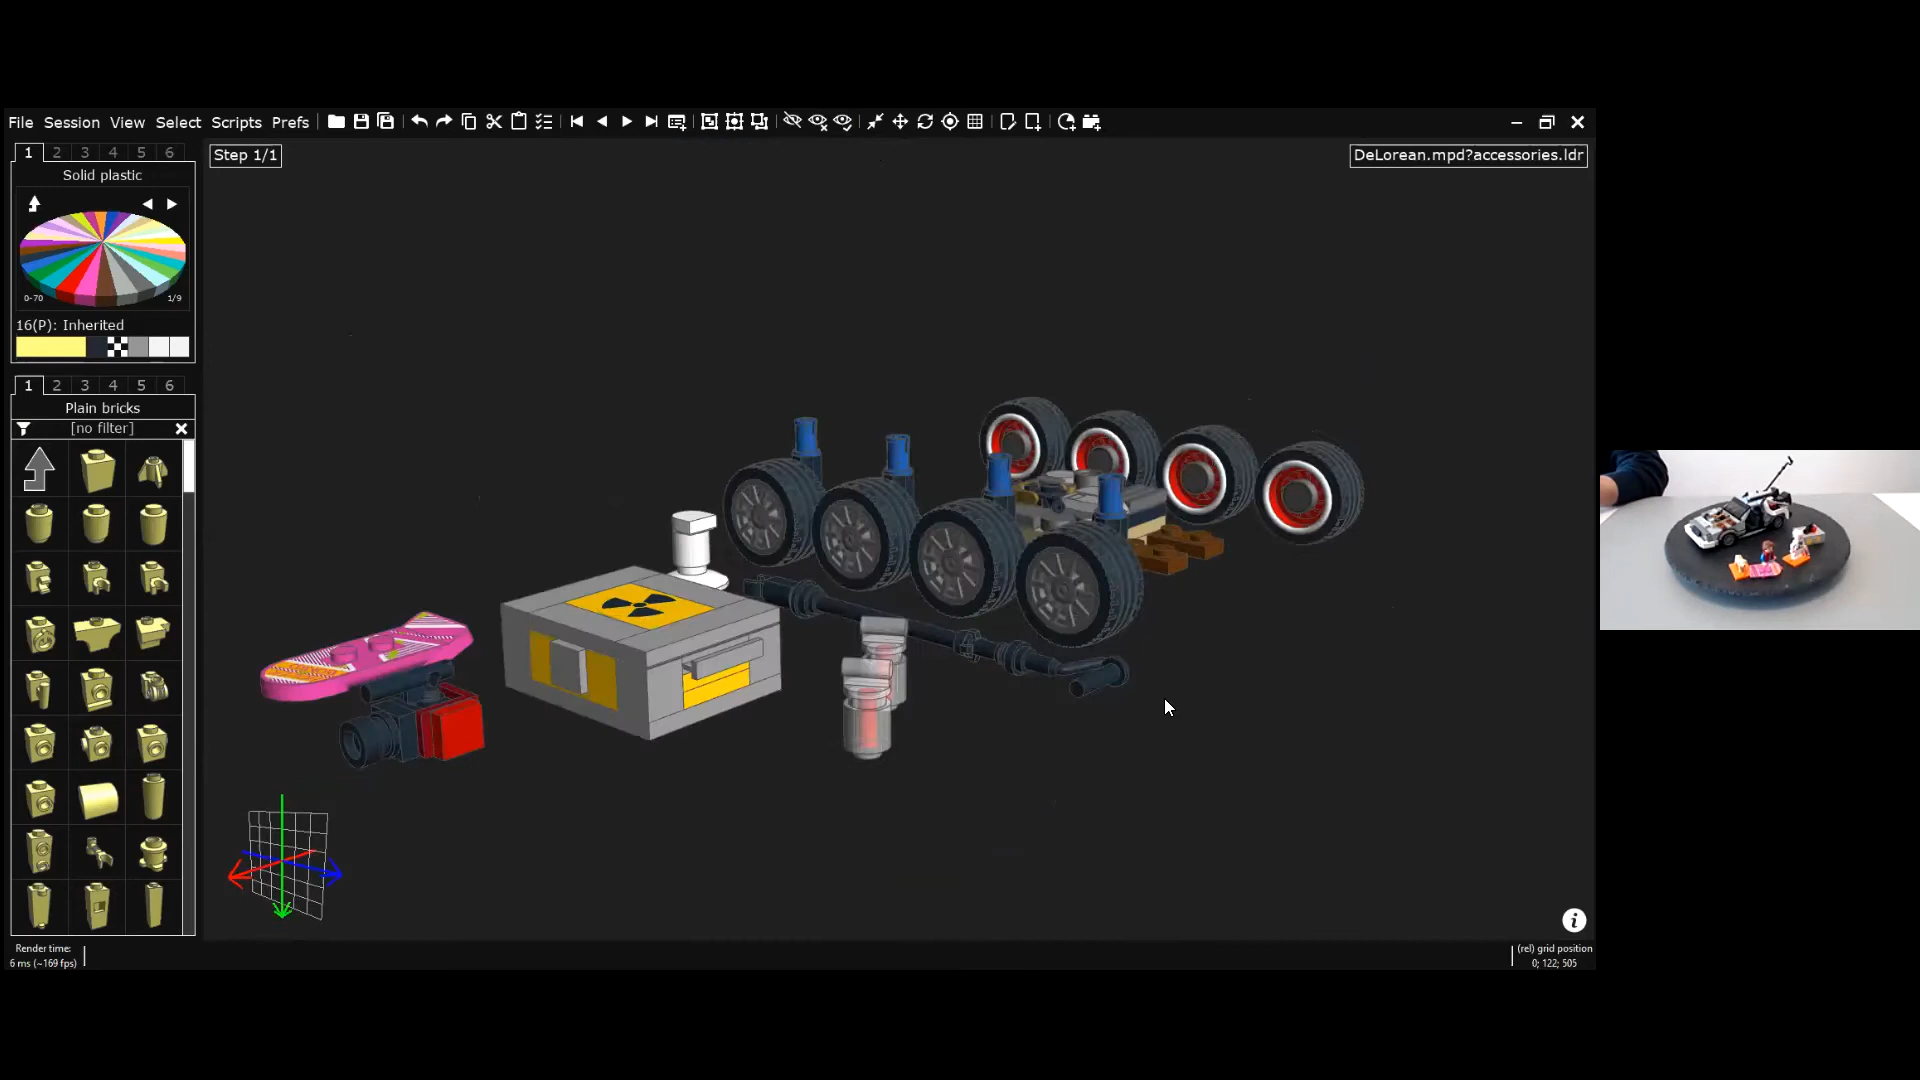 File Session View Select Scripts Prefs
1 2 3 4 5 6
Solid plastic
0-70 1/9
16(P): Inherited
1 2 3 4 5 6
Plain bricks
[no filter]
Step 1/1
DeLorean.mpd?accessories.ldr
Render time:
6 ms (~169 fps)
(rel) grid position
0; 122; 505